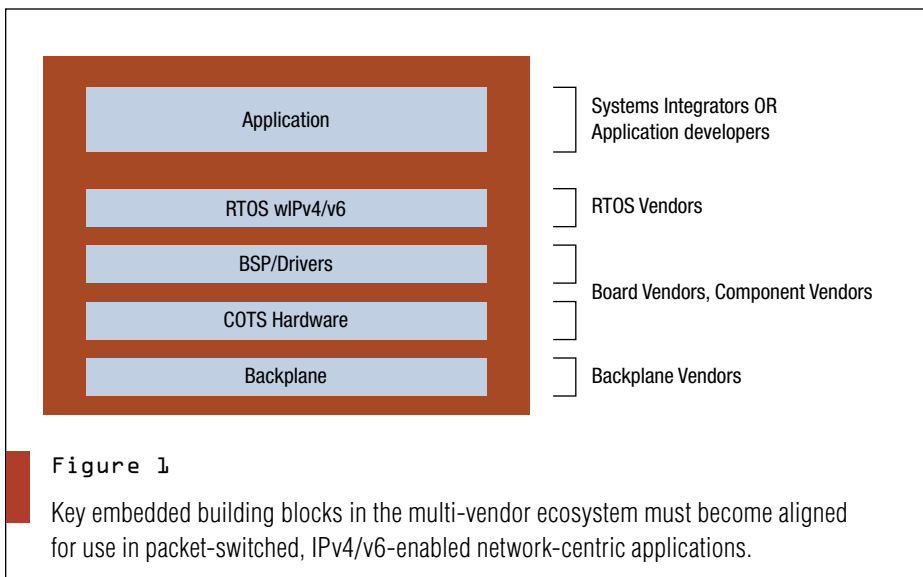 Application
Systems Integrators OR
Application developers
RTOS wIPv4/v6
RTOS Vendors
BSP/Drivers
Board Vendors, Component Vendors
COTS Hardware
Backplane
Backplane Vendors
Figure 1
Key embedded building blocks in the multi-vendor ecosystem must become aligned
for use in packet-switched, IPv4/v6-enabled network-centric applications.